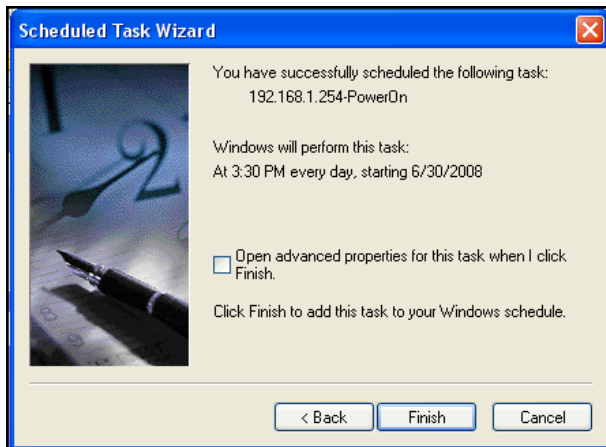 Scheduled Task Wizard
You have successfully scheduled the following task:
192.168.1.254-PowerOn
Windows will perform this task:
At 3:30 PM every day, starting 6/30/2008
Open advanced properties for this task when I click
Finish.
Click Finish to add this task to your Windows schedule.
< Back
Finish
Cancel